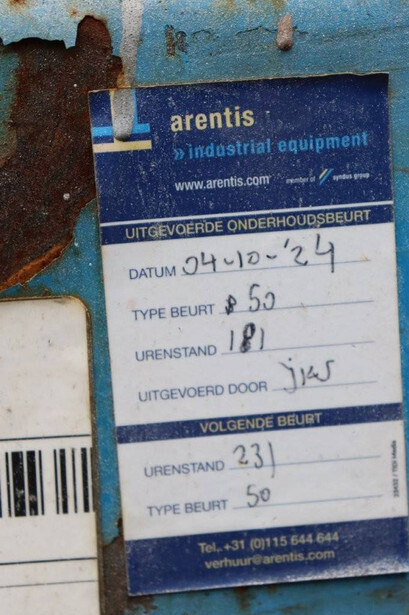 arentis
» industrial equipment
www.arentis.com
member of syndus group
UITGEVOERDE ONDERHOUDSBEURT
DATUM 04-10-'24
TYPE BEURT 50
URENSTAND 181
UITGEVOERD DOOR
VOLGENDE BEURT
URENSTAND 231
TYPE BEURT 50
Tel. +31 (0)115 644 644
verhuur@arentis.com